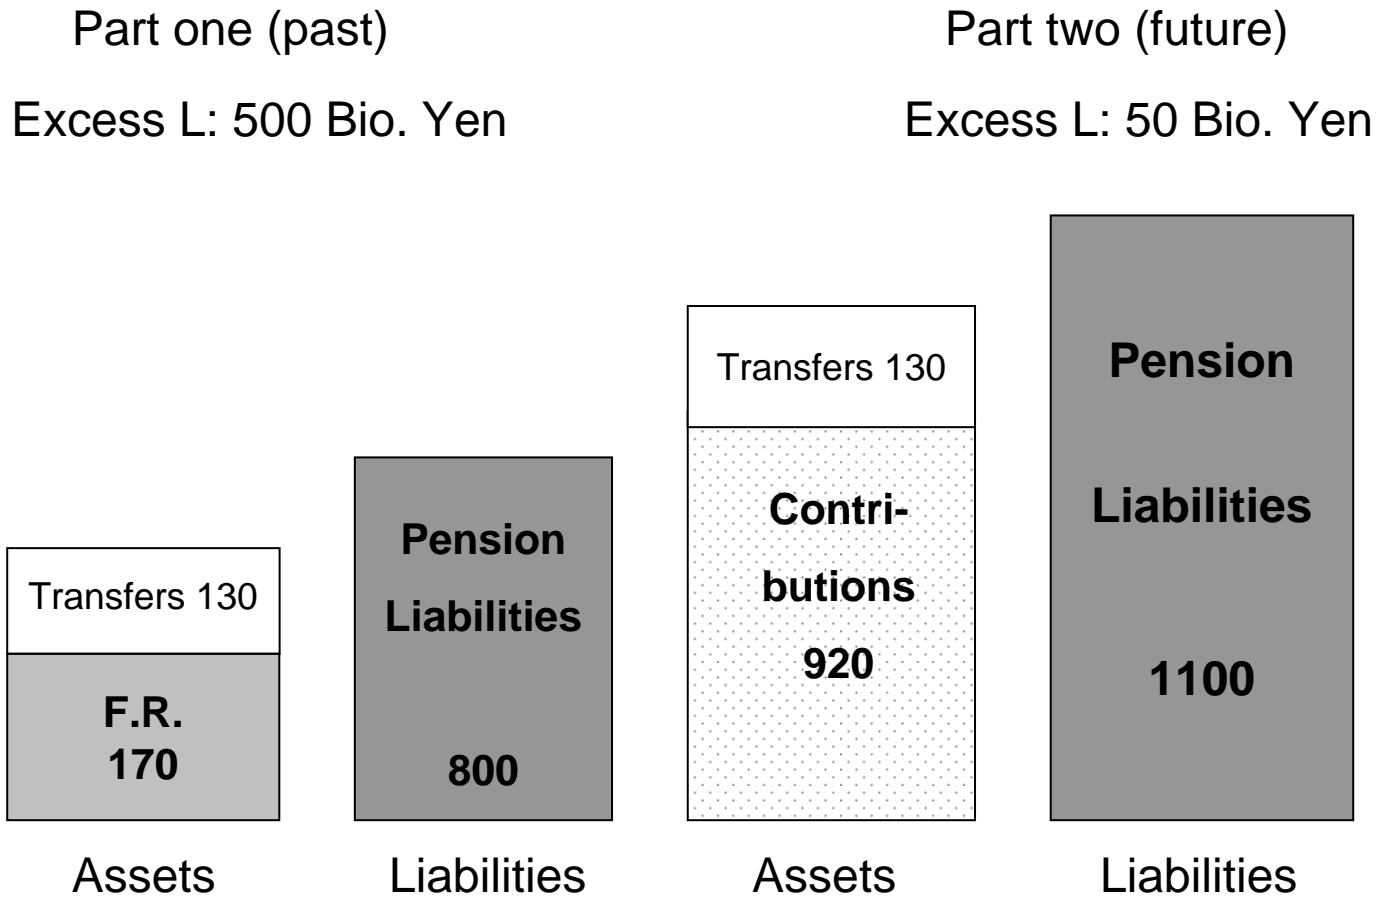 Part one (past)
Excess L: 500 Bio. Yen
Part two (future)
Excess L: 50 Bio. Yen
Transfers 130
F.R.
170
Assets
Pension
Liabilities
800
Liabilities
Transfers 130
Contri-
butions
920
Assets
Pension
Liabilities
1100
Liabilities